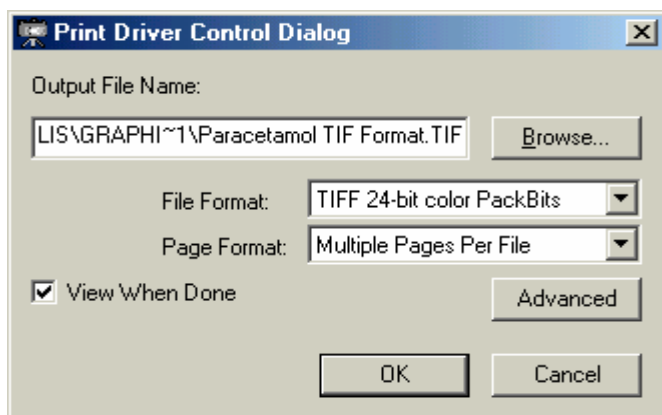 Print Driver Control Dialog
Output File Name:
LIS\GRAPHI~1\Paracetamol TIF Format.TIF
Browse...
File Format: TIFF 24-bit color PackBits
Page Format: Multiple Pages Per File
View When Done
Advanced
OK Cancel